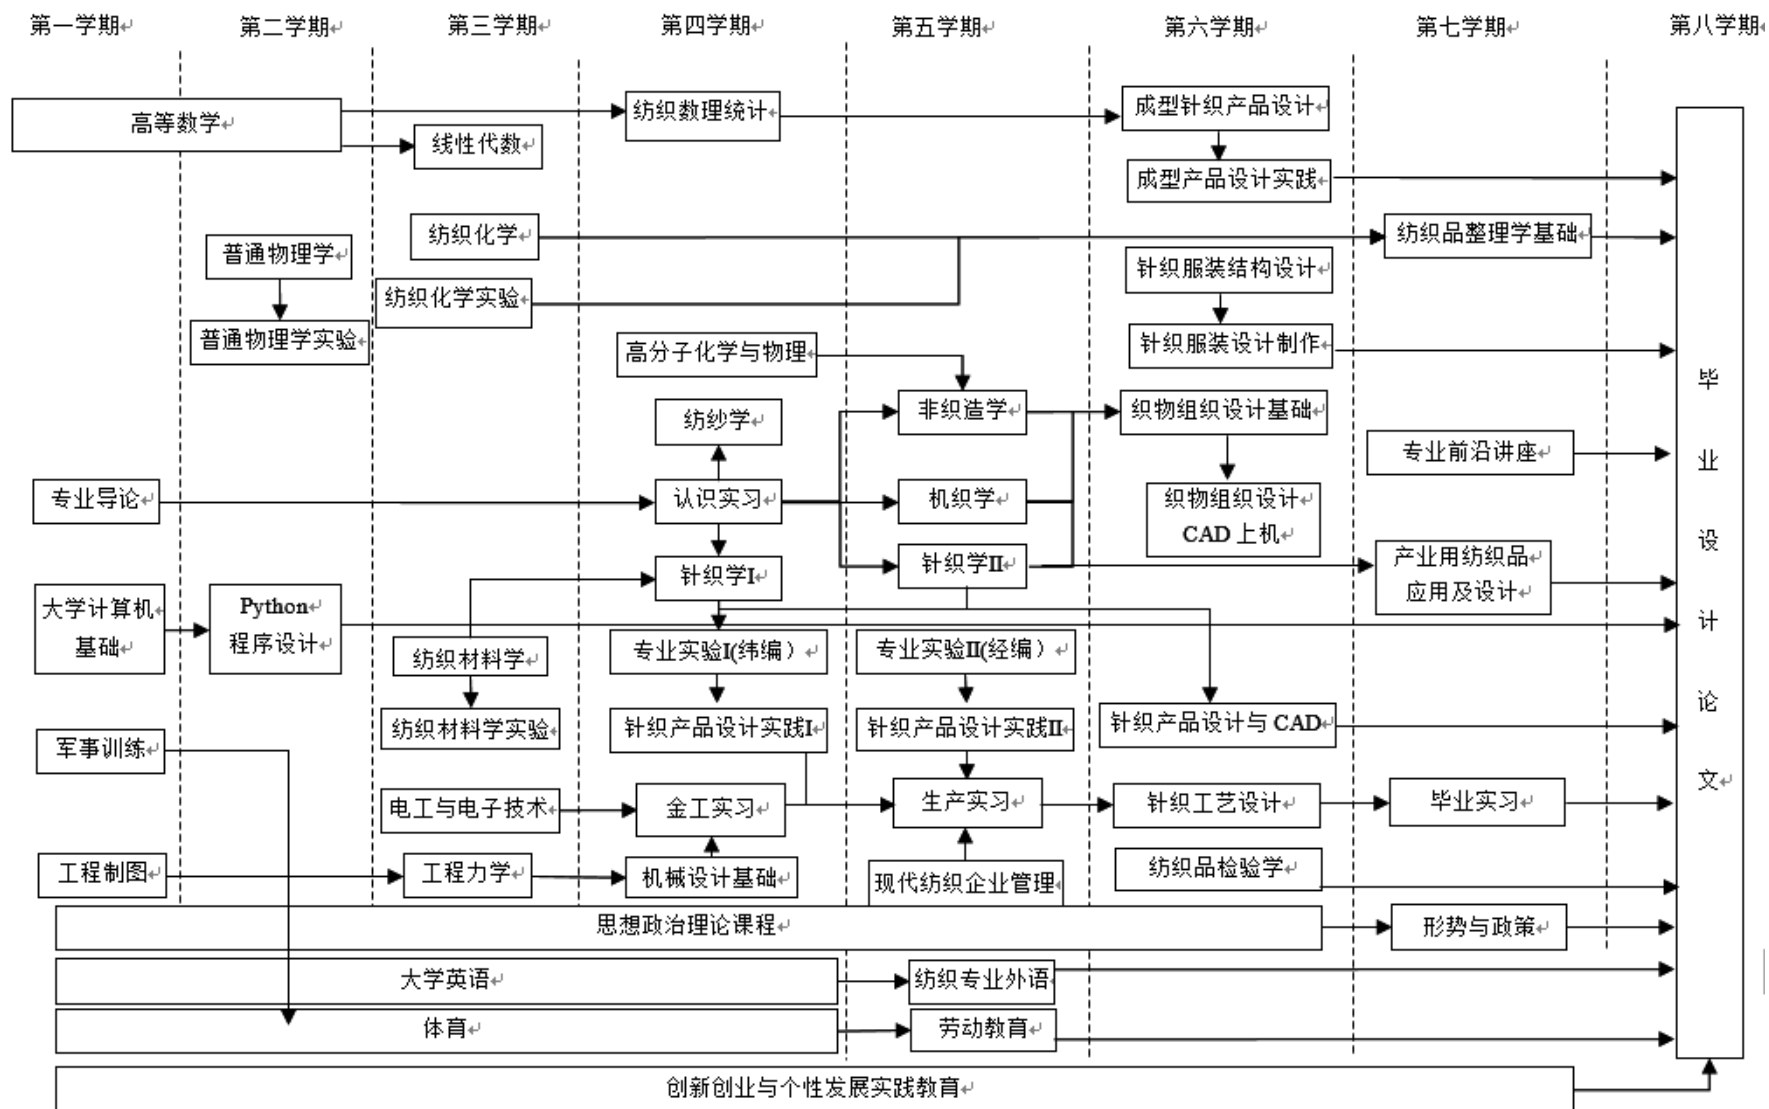 第一学期
第二学期
第三学期
第四学期
第五学期
第六学期
第七学期
第八学期
高等数学
纺织数理统计
成型针织产品设计
线性代数
成型产品设计实践
纺织化学
纺织品整理学基础
普通物理学
针织服装结构设计
纺织化学实验
普通物理学实验
高分子化学与物理
针织服装设计制作
纺纱学
非织造学
织物组织设计基础
专业前沿讲座
专业导论
认识实习
机织学
织物组织设计
CAD 上机
针织学I
针织学II
产业用纺织品
应用及设计
大学计算机
基础
Python
程序设计
纺织材料学
专业实验I(纬编）
专业实验II(经编）
纺织材料学实验
针织产品设计实践I
针织产品设计实践II
针织产品设计与 CAD
军事训练
电工与电子技术
金工实习
生产实习
针织工艺设计
毕业实习
工程制图
工程力学
机械设计基础
现代纺织企业管理
纺织品检验学
思想政治理论课程
形势与政策
大学英语
纺织专业外语
体育
劳动教育
创新创业与个性发展实践教育
毕
业
设
计
论
文